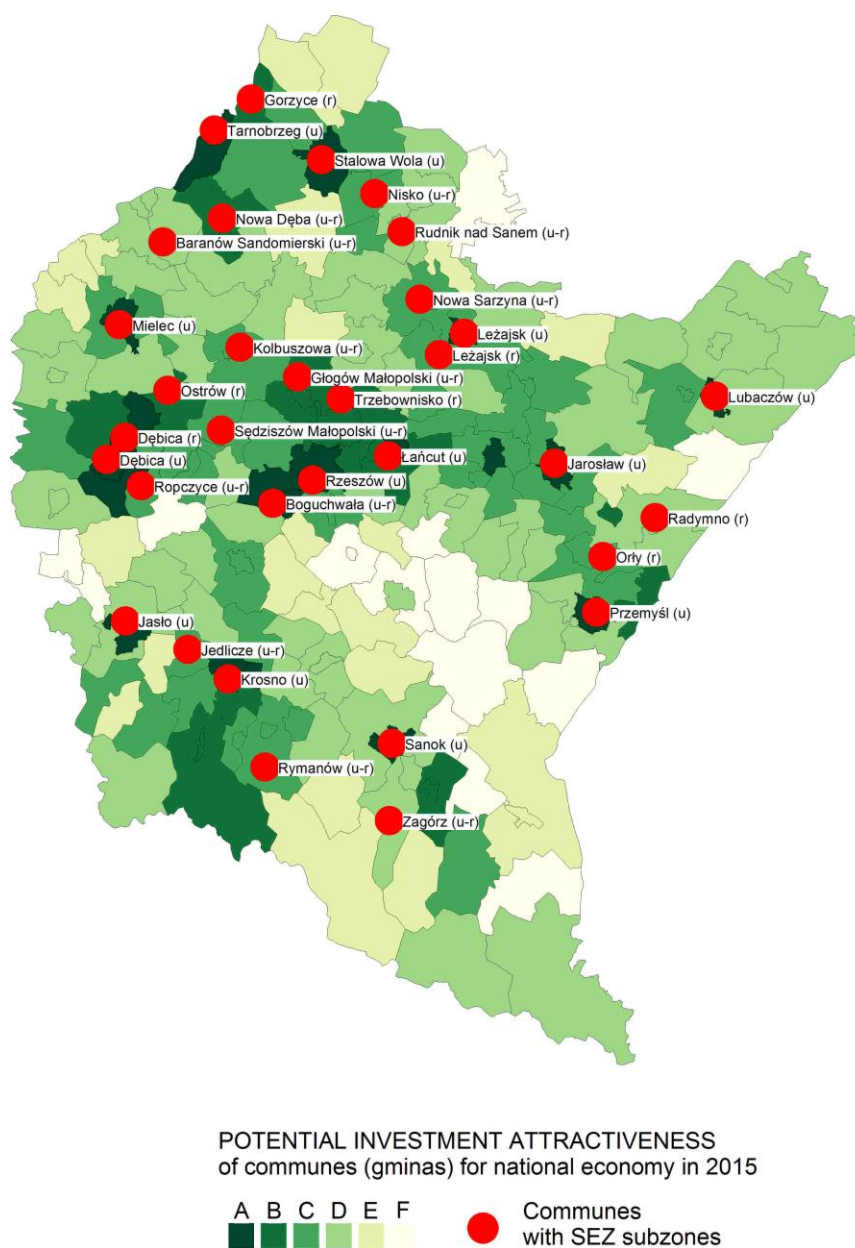 Gorzyce (r)
Tarnobrzeg (u)
Stalowa Wola (u)
Nisko (u-r)
Nowa Dęba (u-r)
Rudnik nad Sanem (u-r)
Baranów Sandomierski (u-r)
Nowa Sarzyna (u-r)
Mielec (u)
Leżajsk (u)
Kolbuszowa (u-r)
Leżajsk (r)
Głogów Małopolski (u-r)
Ostrów (r)
Trzebownisko (r)
Lubaczów (u)
Sędziszów Małopolski (u-r)
Dębica (r)
Łańcut (u)
Dębica (u)
Jarosław (u)
Rzeszów (u)
Ropczyce (u-r)
Boguchwała (u-r)
Radymno (r)
Orły (r)
Przemyśl (u)
Jasło (u)
Jedlicze (u-r)
Krosno (u)
Sanok (u)
Rymanów (u-r)
Zagórz (u-r)
POTENTIAL INVESTMENT ATTRACTIVENESS
of communes (gminas) for national economy in 2015
A B C D E F
Communes
with SEZ subzones